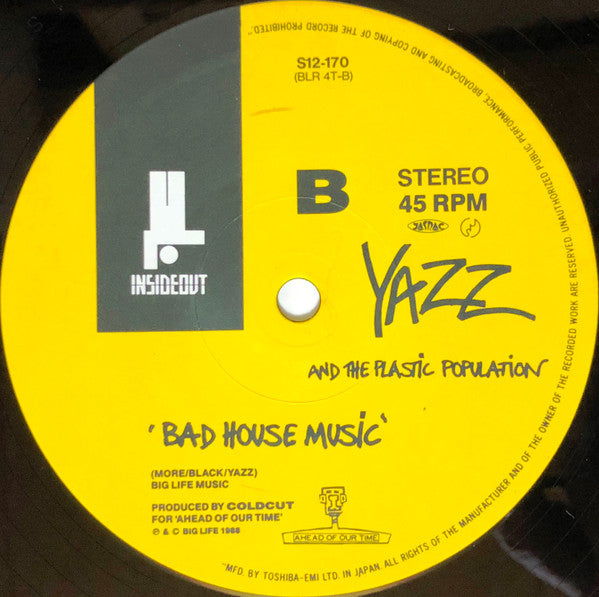 S12-170
(BLR 4T-B)
INSIDEOUT
B
STEREO
45 RPM
JASRAC
YAZZ
AND THE PLASTIC POPULATION
'BAD HOUSE MUSIC'
(MORE/BLACK/YAZZ)
BIG LIFE MUSIC
PRODUCED BY COLDCUT
FOR 'AHEAD OF OUR TIME'
℗ & © BIG LIFE 1988
AHEAD OF OUR TIME
"MFD. BY TOSHIBA-EMI LTD. IN JAPAN. ALL RIGHTS OF THE MANUFACTURER AND OF THE OWNER OF THE RECORDED WORK ARE RESERVED. UNAUTHORIZED PUBLIC PERFORMANCE, BROADCASTING AND COPYING OF THE RECORD PROHIBITED."